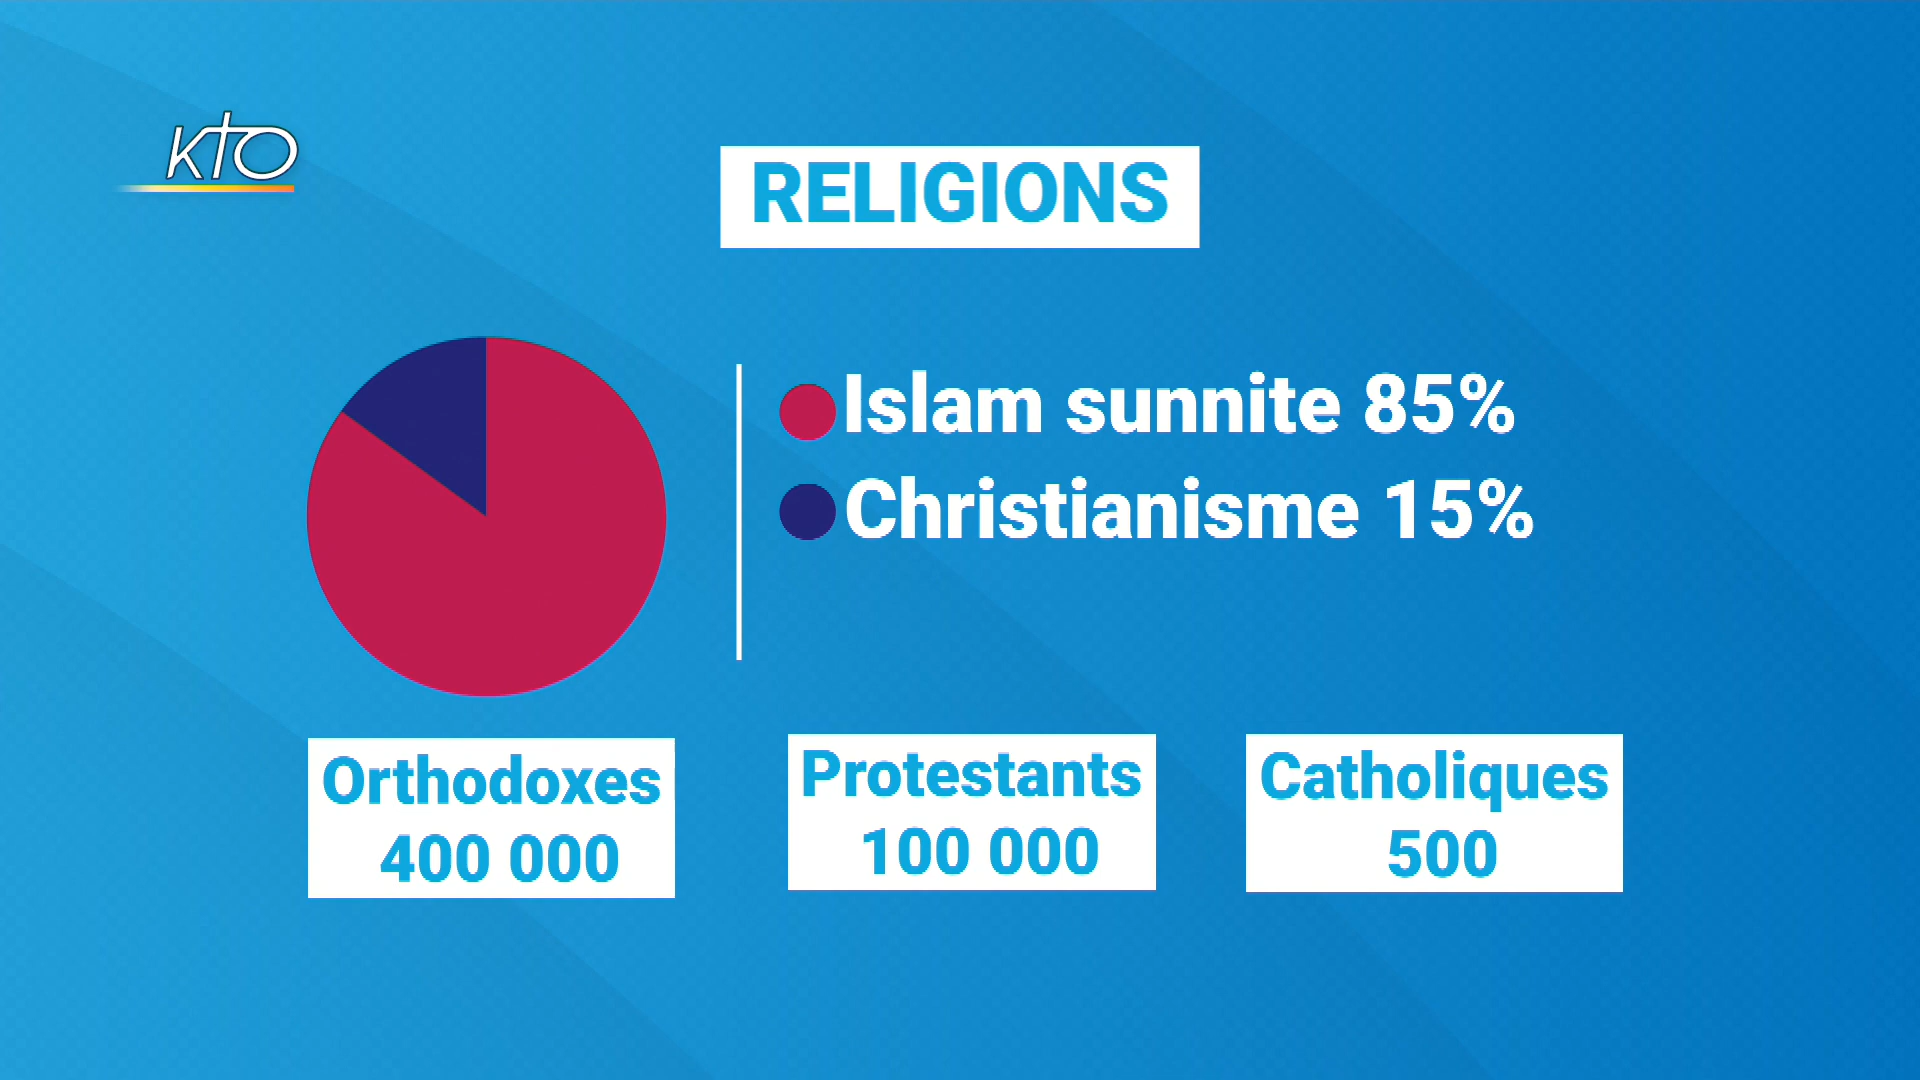 KTO
RELIGIONS
Islam sunnite 85%
Christianisme 15%
Orthodoxes
400 000
Protestants
100 000
Catholiques
500